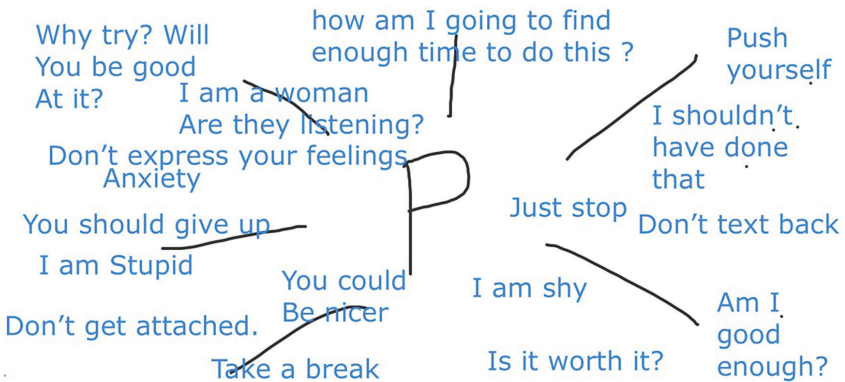 Why try? Will
You be good
At it?
how am I going to find
enough time to do this ?
Push
yourself
I am a woman
Are they listening?
I shouldn't
have done
that
Don't express your feelings
Anxiety
P
You should give up
Just stop
Don't text back
I am Stupid
You could
Be nicer
I am shy
Am I
good
enough?
Don't get attached.
Take a break
Is it worth it?